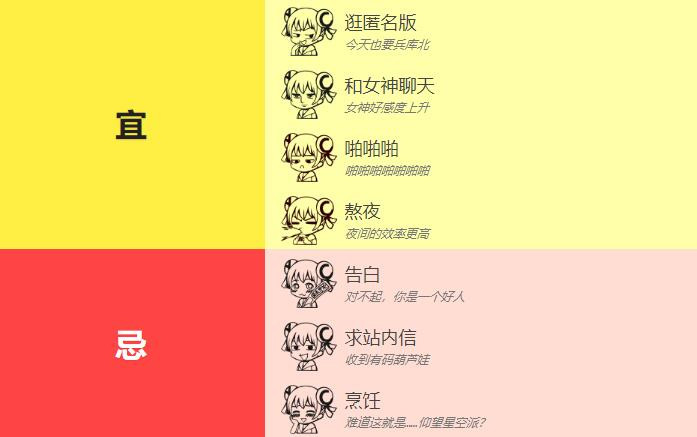 宜
逛匿名版
今天也要兵库北
和女神聊天
女神好感度上升
啪啪啪
啪啪啪啪啪啪啪
熬夜
夜间的效率更高
忌
告白
对不起，你是一个好人
求站内信
收到有码葫芦娃
烹饪
难道这就是……仰望星空派？